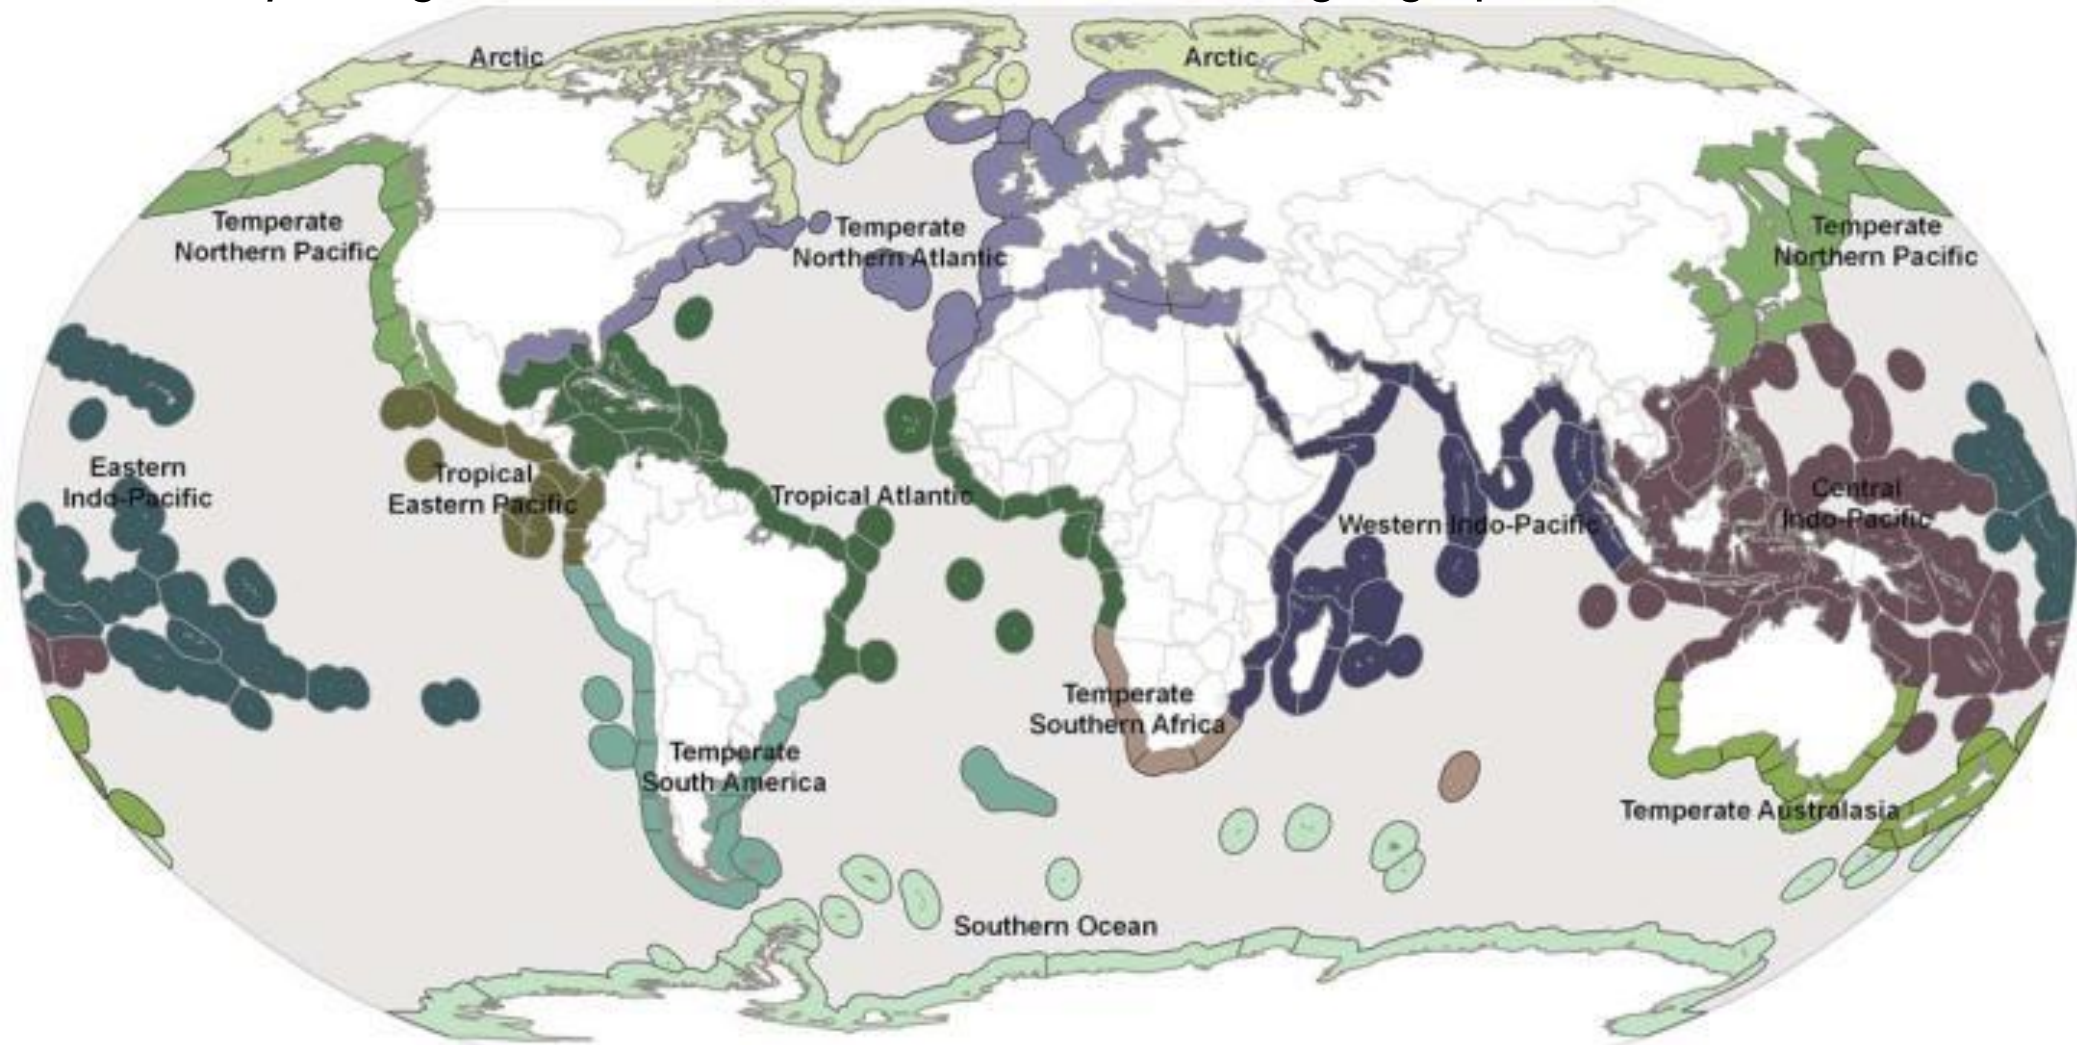 Arctic
Arctic
Temperate
Northern Pacific
Temperate
Northern Atlantic
Temperate
Northern Pacific
Eastern
Indo-Pacific
Tropical
Eastern Pacific
Tropical Atlantic
Western Indo-Pacific
Central
Indo-Pacific
Temperate
Southern Africa
Temperate
South America
Temperate Australasia
Southern Ocean